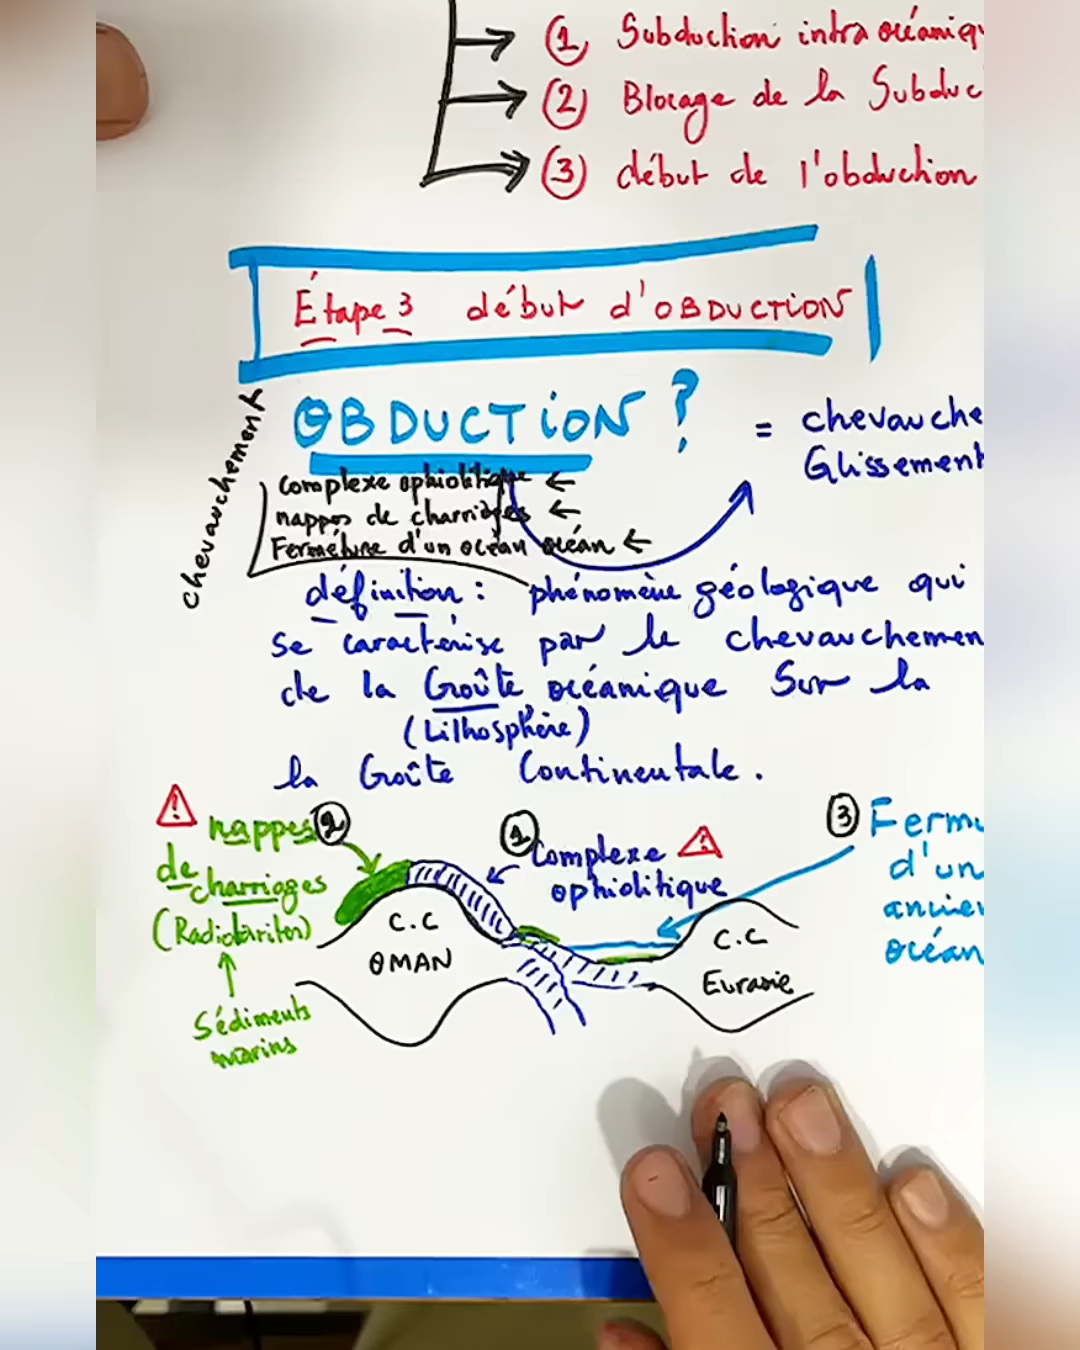 ① Subduction intra océaniq
② Blocage de la Subduc
③ début de l'obduction
Étape 3 début d'OBDUCTION
OBDUCTION ?
= chevauche
Glissement
chevauchement
complexe ophiolitique ←
nappes de charriages ←
Fermeture d'un océan océan ←
définition : phénomène géologique qui
se caractérise par le chevauchemen
de la Croûte océanique Sur la
(Lithosphère)
la Croûte Continentale.
⚠ nappes ②
de
charriages
(Radiolarites)
Sédiments
marins
① Complexe ⚠
ophiolitique
③ Fermu
d'un
ancien
océan
C.C
OMAN
C.C
Eurasie